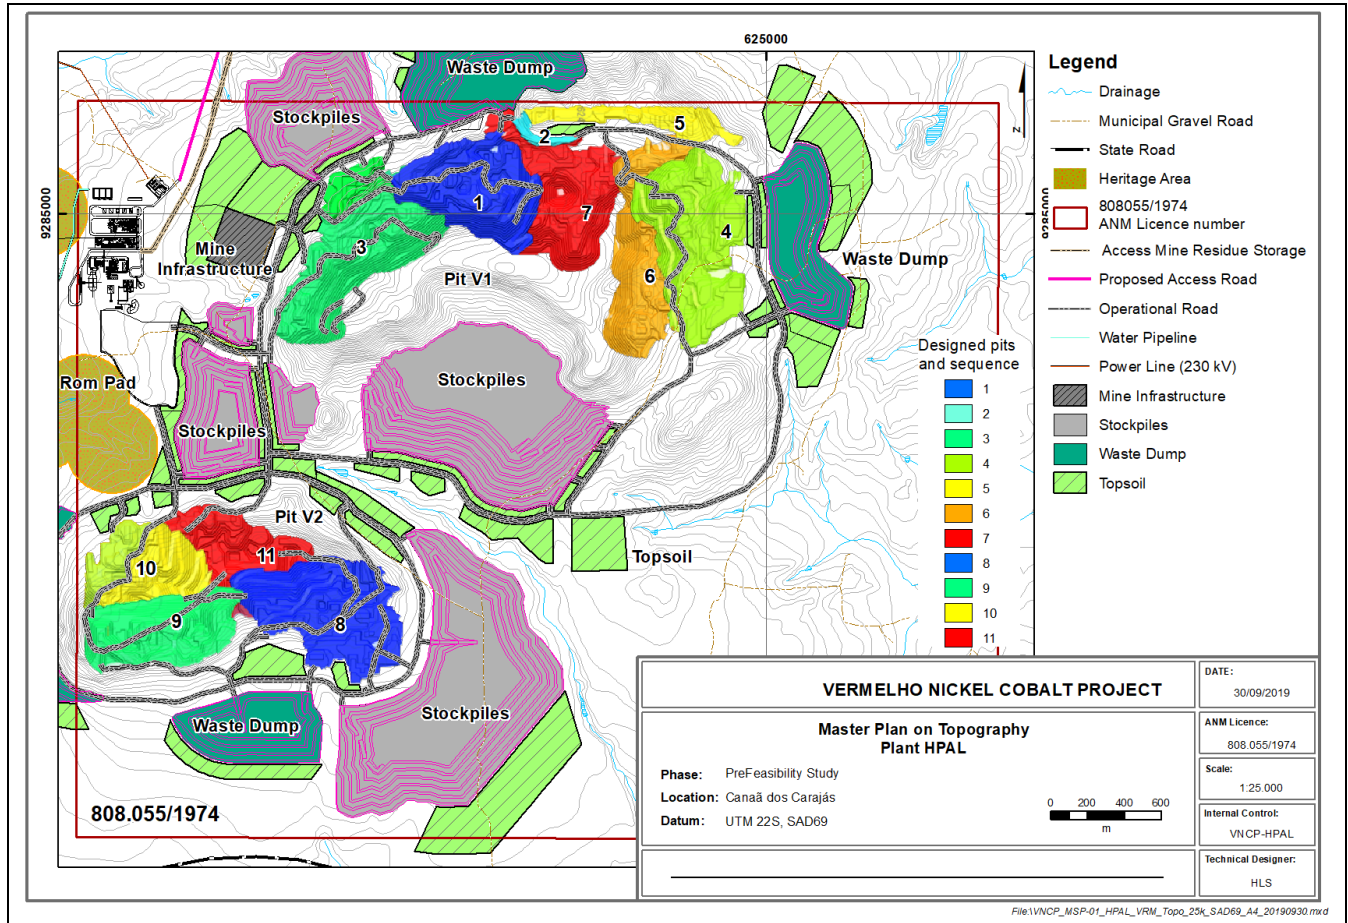 625000
Legend
Drainage
Municipal Gravel Road
State Road
Heritage Area
808055/1974
ANM Licence number
Access Mine Residue Storage
Proposed Access Road
Operational Road
Water Pipeline
Power Line (230 kV)
Mine Infrastructure
Stockpiles
Waste Dump
Topsoil
N
9285000
9285000
Waste Dump
Stockpiles
2
5
1
7
4
3
6
Mine
Infrastructure
Pit V1
Waste Dump
Rom Pad
Stockpiles
Stockpiles
Designed pits
and sequence
1
2
3
4
5
6
7
8
9
10
11
Pit V2
11
10
9
8
Topsoil
Waste Dump
Stockpiles
808.055/1974
VERMELHO NICKEL COBALT PROJECT
Master Plan on Topography
Plant HPAL
Phase: PreFeasibility Study
Location: Canaã dos Carajás
Datum: UTM 22S, SAD69
0 200 400 600
m
DATE:
30/09/2019
ANM Licence:
808.055/1974
Scale:
1:25.000
Internal Control:
VNCP-HPAL
Technical Designer:
HLS
File:\VNCP_MSP-01_HPAL_VRM_Topo_25k_SAD69_A4_20190930.mxd